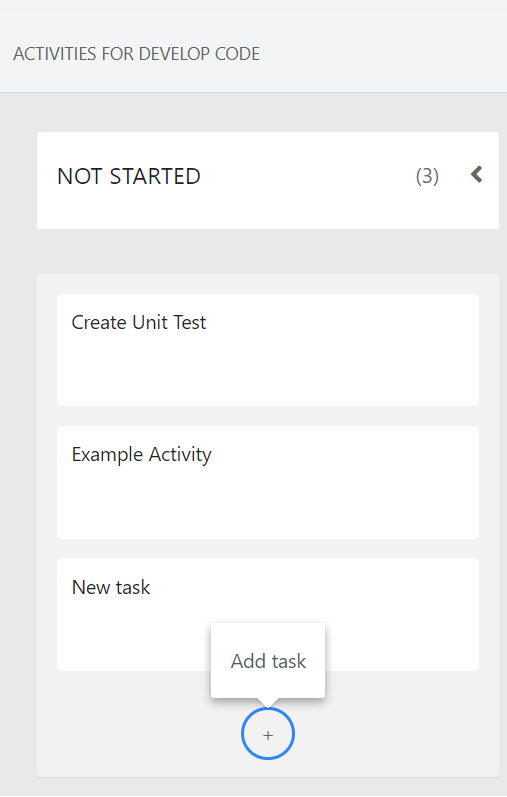 ACTIVITIES FOR DEVELOP CODE
NOT STARTED (3)
Create Unit Test
Example Activity
New task
Add task
+